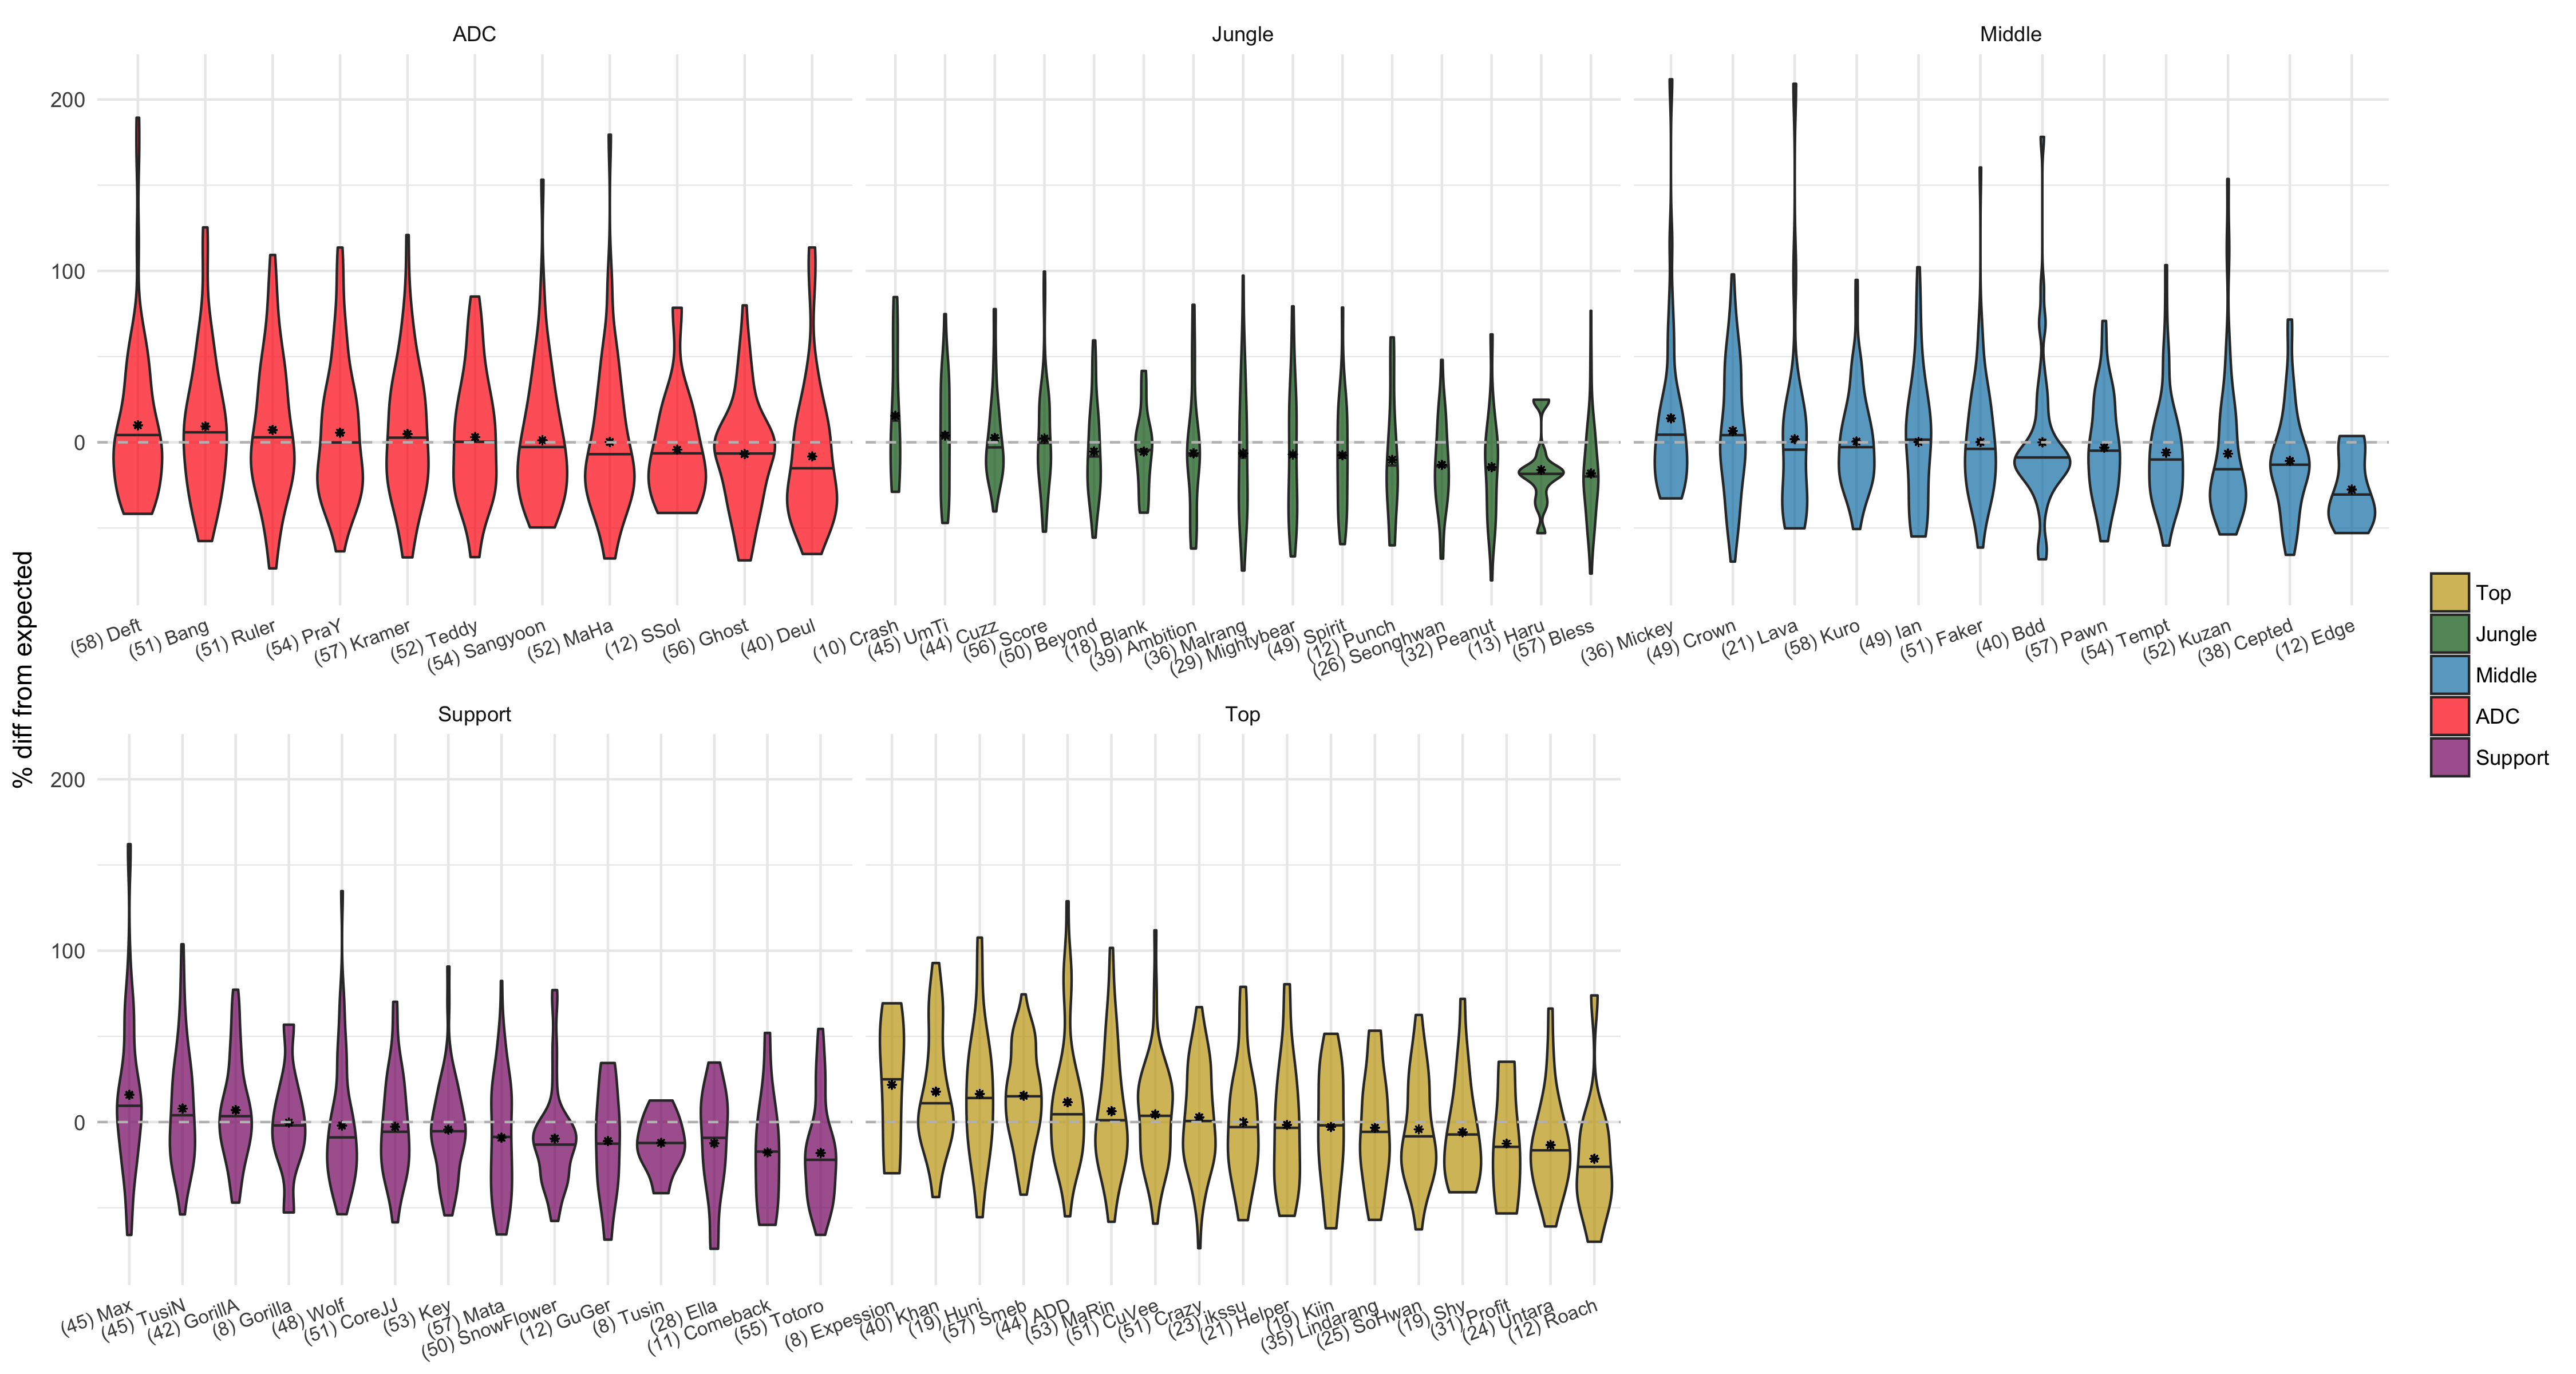 ADC
Jungle
Middle
200
100
0
(58) Deft
(51) Bang
(51) Ruler
(54) PraY
(57) Kramer
(52) Teddy
(54) Sangyoon
(52) MaHa
(12) SSol
(56) Ghost
(40) Deul
(10) Crash
(45) UmTi
(44) Cuzz
(56) Score
(50) Beyond
(18) Blank
(39) Ambition
(36) Malrang
(29) Mightybear
(49) Spirit
(12) Punch
(26) Seonghwan
(32) Peanut
(13) Haru
(57) Bless
(36) Mickey
(49) Crown
(21) Lava
(58) Kuro
(49) Ian
(51) Faker
(40) Bdd
(57) Pawn
(54) Tempt
(52) Kuzan
(38) Cepted
(12) Edge
% diff from expected
Top
Jungle
Middle
ADC
Support
Support
Top
200
100
0
(45) Max
(45) TusiN
(42) GorillA
(8) Gorilla
(48) Wolf
(51) CoreJJ
(53) Key
(57) Mata
(50) SnowFlower
(12) GuGer
(8) Tusin
(28) Ella
(11) Comeback
(55) Totoro
(8) Expession
(40) Khan
(19) Huni
(57) Smeb
(44) ADD
(53) MaRin
(51) CuVee
(51) Crazy
(23) ikssu
(21) Helper
(19) Kiin
(35) Lindarang
(25) SoHwan
(19) Shy
(31) Profit
(24) Untara
(12) Roach